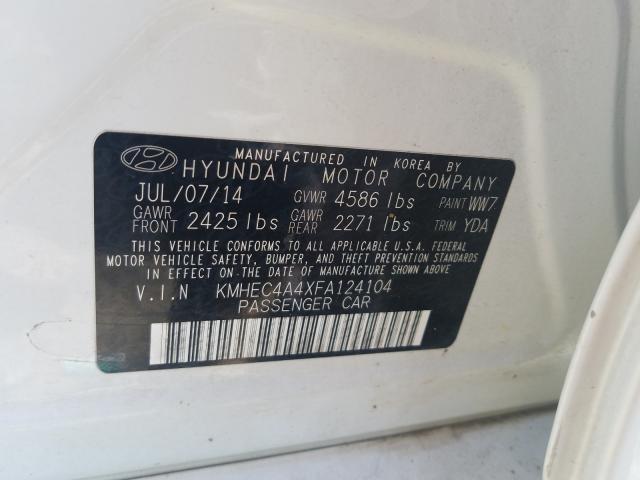 MANUFACTURED IN KOREA BY
HYUNDAI MOTOR COMPANY
JUL/07/14 GVWR 4586 lbs PAINT WW7
GAWR FRONT 2425 lbs GAWR REAR 2271 lbs TRIM YDA
THIS VEHICLE CONFORMS TO ALL APPLICABLE U.S.A. FEDERAL
MOTOR VEHICLE SAFETY, BUMPER, AND THEFT PREVENTION
STANDARDS IN EFFECT ON THE DATE OF MANUFACTURE SHOWN ABOVE.
V.I.N KMHEC4A4XFA124104
PASSENGER CAR